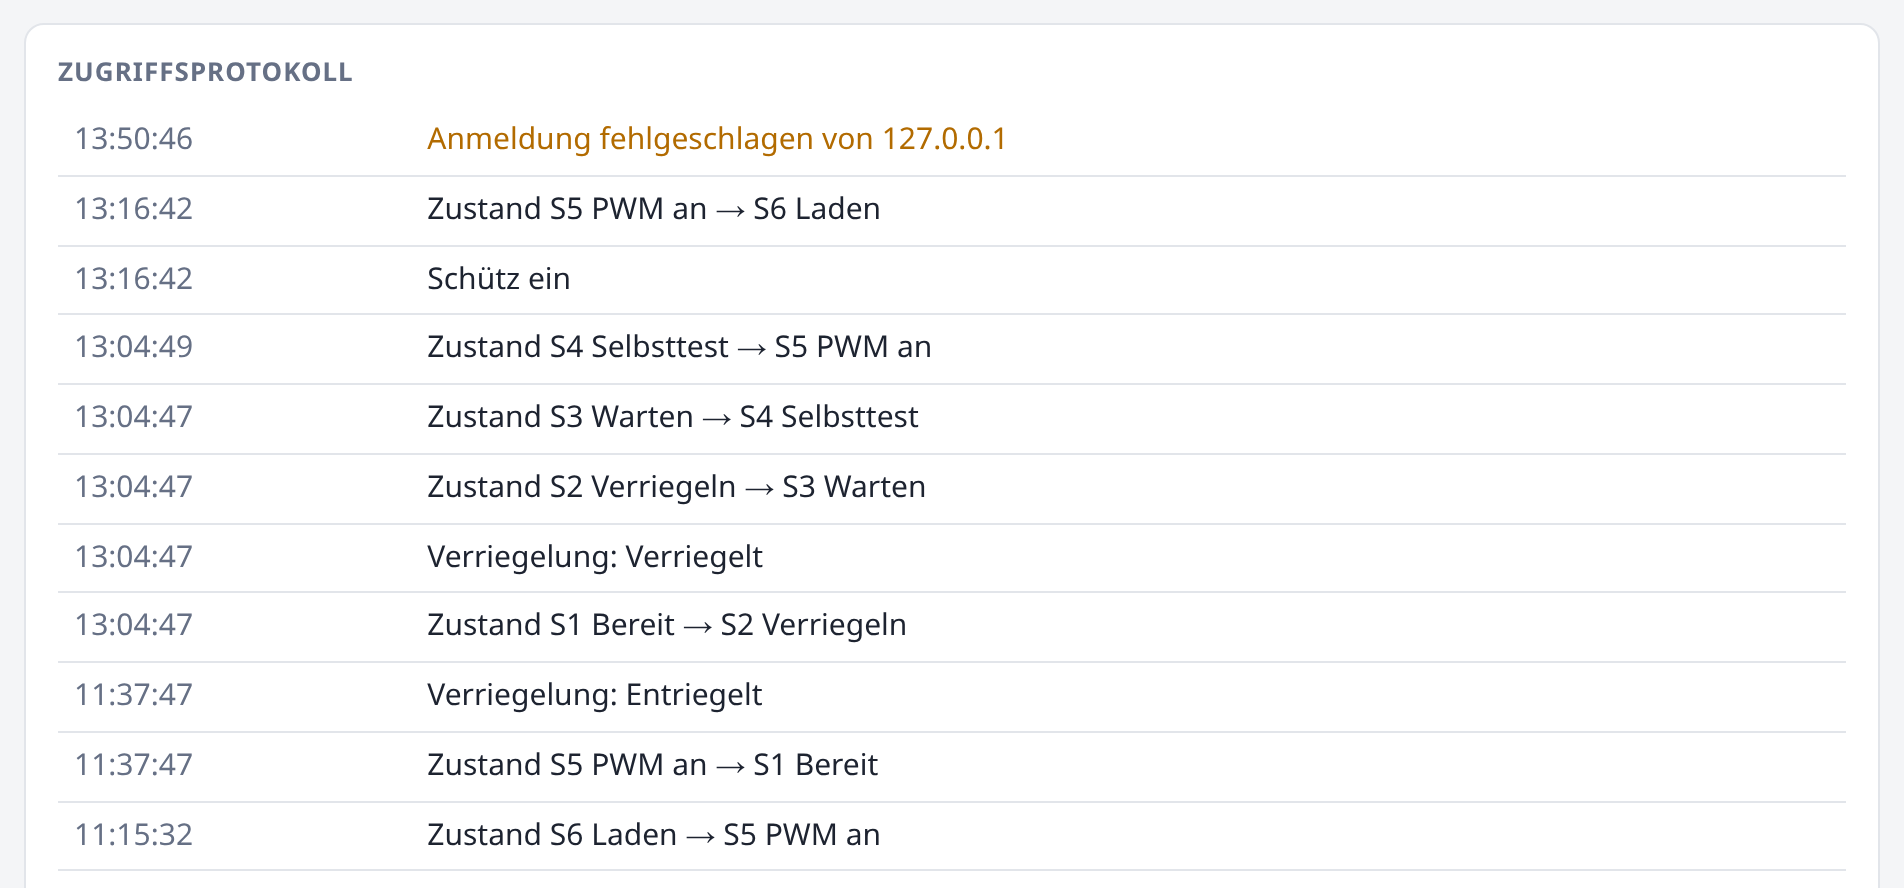 ZUGRIFFSPROTOKOLL
13:50:46 Anmeldung fehlgeschlagen von 127.0.0.1
13:16:42 Zustand S5 PWM an → S6 Laden
13:16:42 Schütz ein
13:04:49 Zustand S4 Selbsttest → S5 PWM an
13:04:47 Zustand S3 Warten → S4 Selbsttest
13:04:47 Zustand S2 Verriegeln → S3 Warten
13:04:47 Verriegelung: Verriegelt
13:04:47 Zustand S1 Bereit → S2 Verriegeln
11:37:47 Verriegelung: Entriegelt
11:37:47 Zustand S5 PWM an → S1 Bereit
11:15:32 Zustand S6 Laden → S5 PWM an